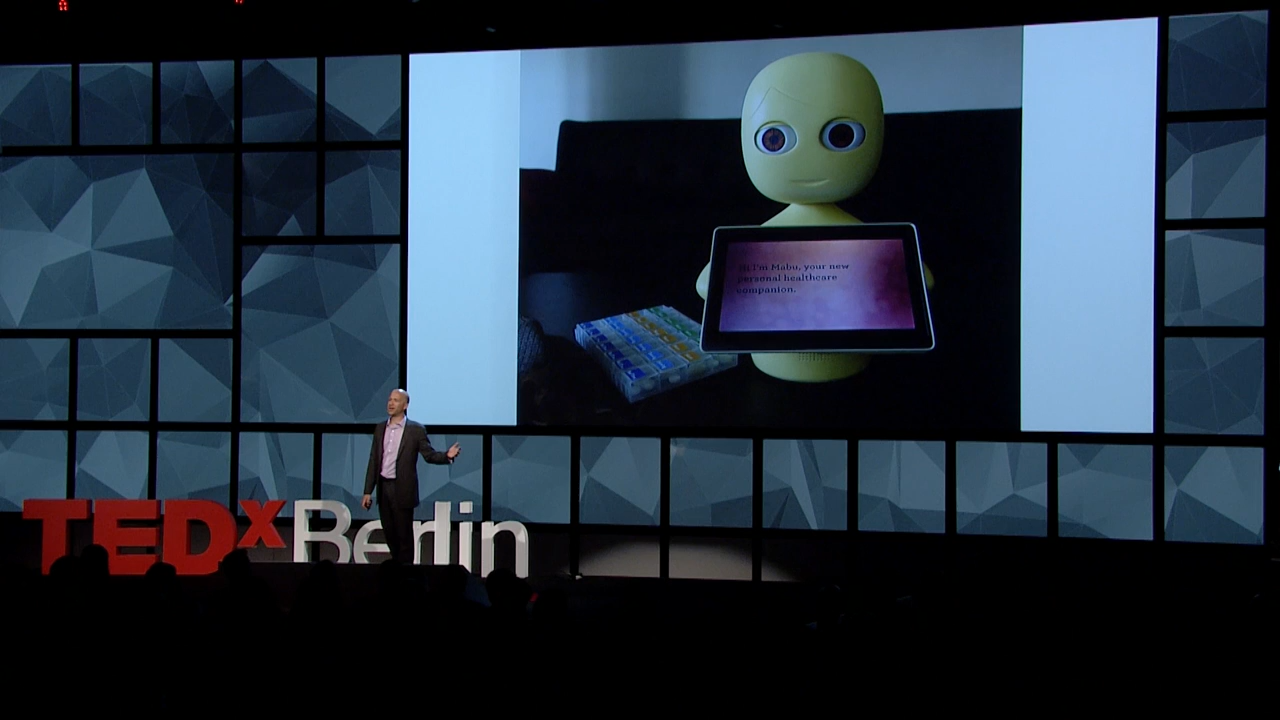 Hi I'm Mabu, your new
personal healthcare
companion.
TEDxBerlin